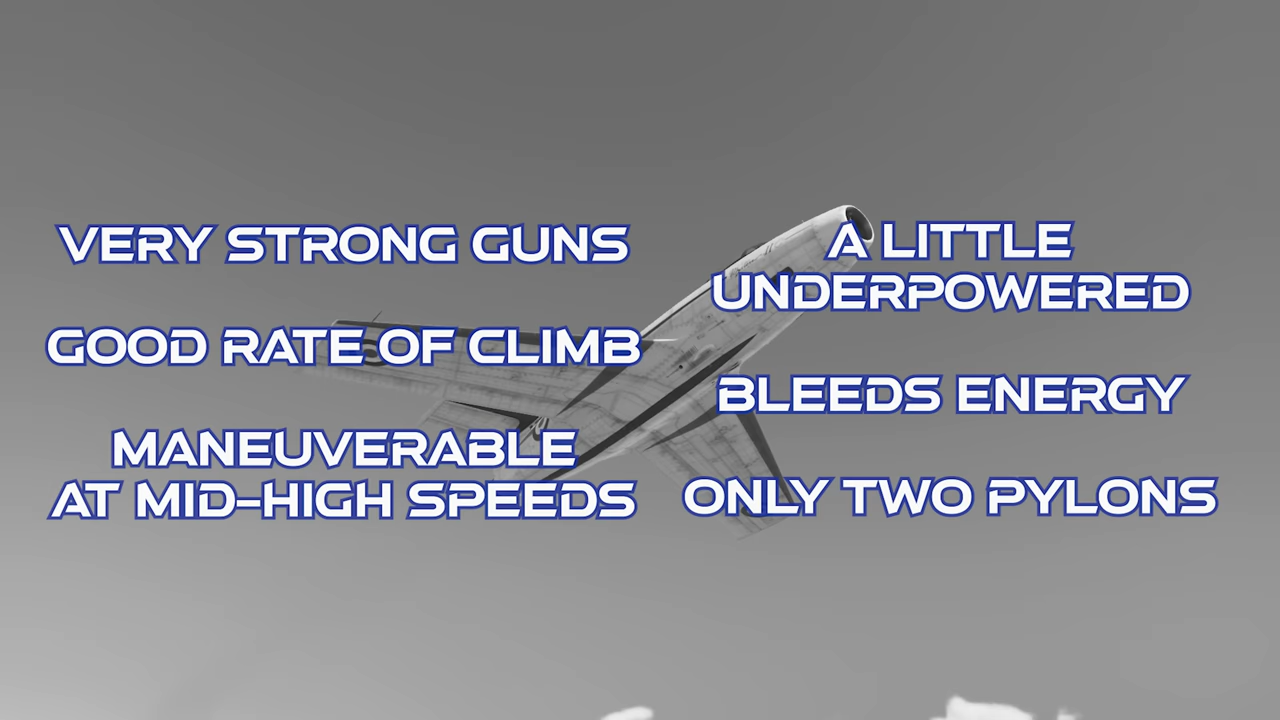 VERY STRONG GUNS
GOOD RATE OF CLIMB
MANEUVERABLE
AT MID-HIGH SPEEDS
A LITTLE
UNDERPOWERED
BLEEDS ENERGY
ONLY TWO PYLONS